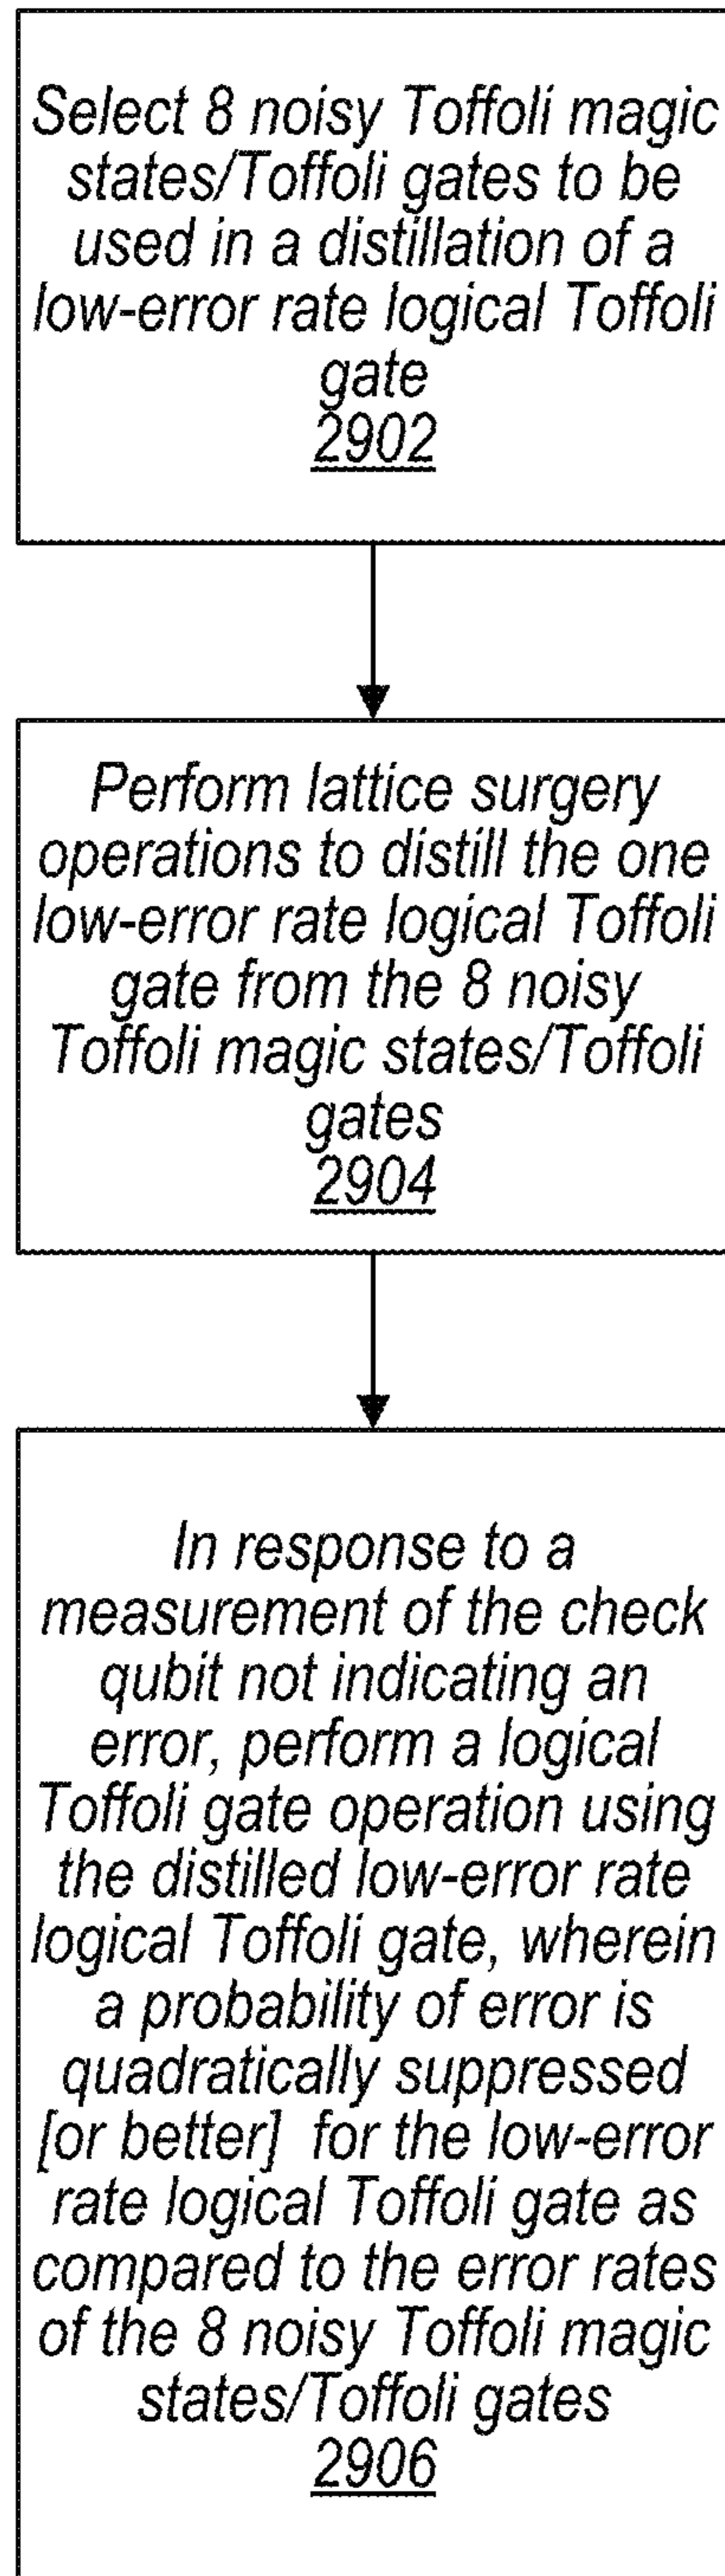 Select 8 noisy Toffoli magic
states/Toffoli gates to be
used in a distillation of a
low-error rate logical Toffoli
gate
2902
Perform lattice surgery
operations to distill the one
low-error rate logical Toffoli
gate from the 8 noisy
Toffoli magic states/Toffoli
gates
2904
In response to a
measurement of the check
qubit not indicating an
error, perform a logical
Toffoli gate operation using
the distilled low-error rate
logical Toffoli gate, wherein
a probability of error is
quadratically suppressed
[or better] for the low-error
rate logical Toffoli gate as
compared to the error rates
of the 8 noisy Toffoli magic
states/Toffoli gates
2906